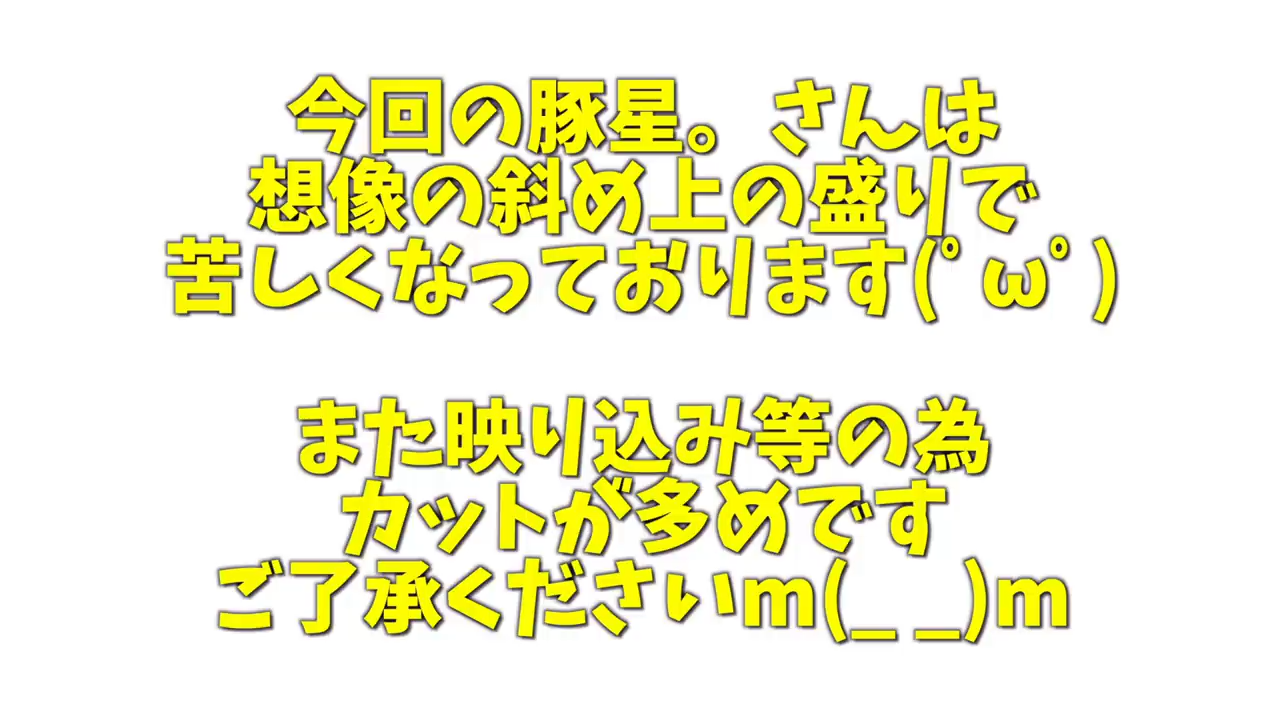 今回の豚星。さんは
想像の斜め上の盛りで
苦しくなっております(ﾟωﾟ)
また映り込み等の為
カットが多めです
ご了承くださいm(_ _)m